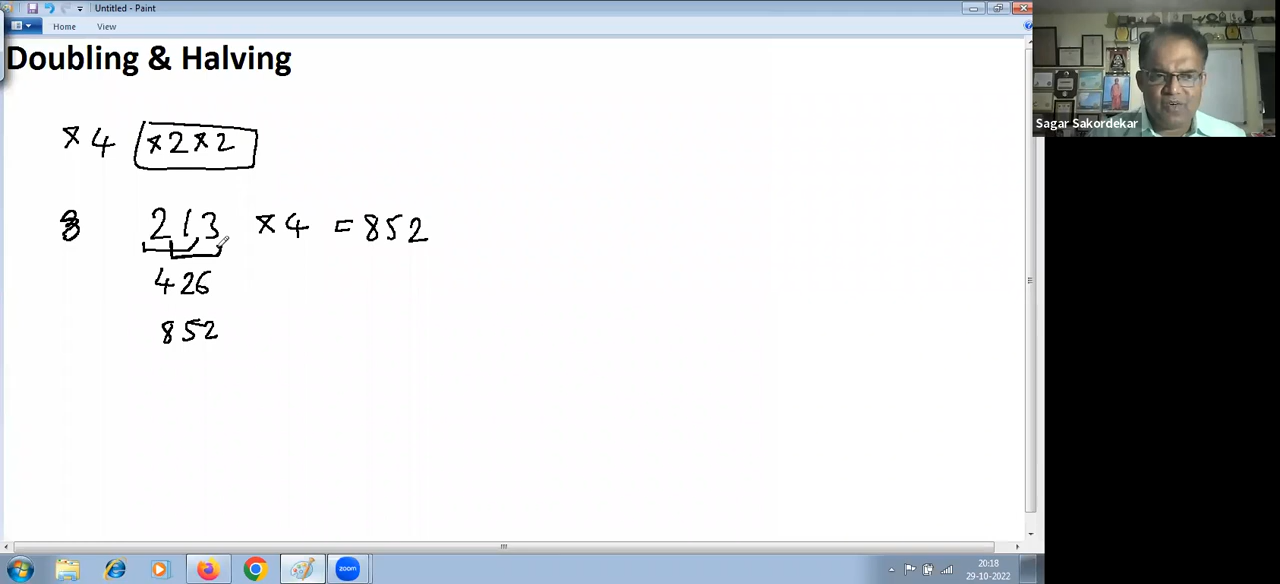 Untitled - Paint
Home View
Doubling & Halving
×4 ×2×2
213 ×4 = 852
426
852
Sagar Sakordekar
zoom
20:18
29-10-2022